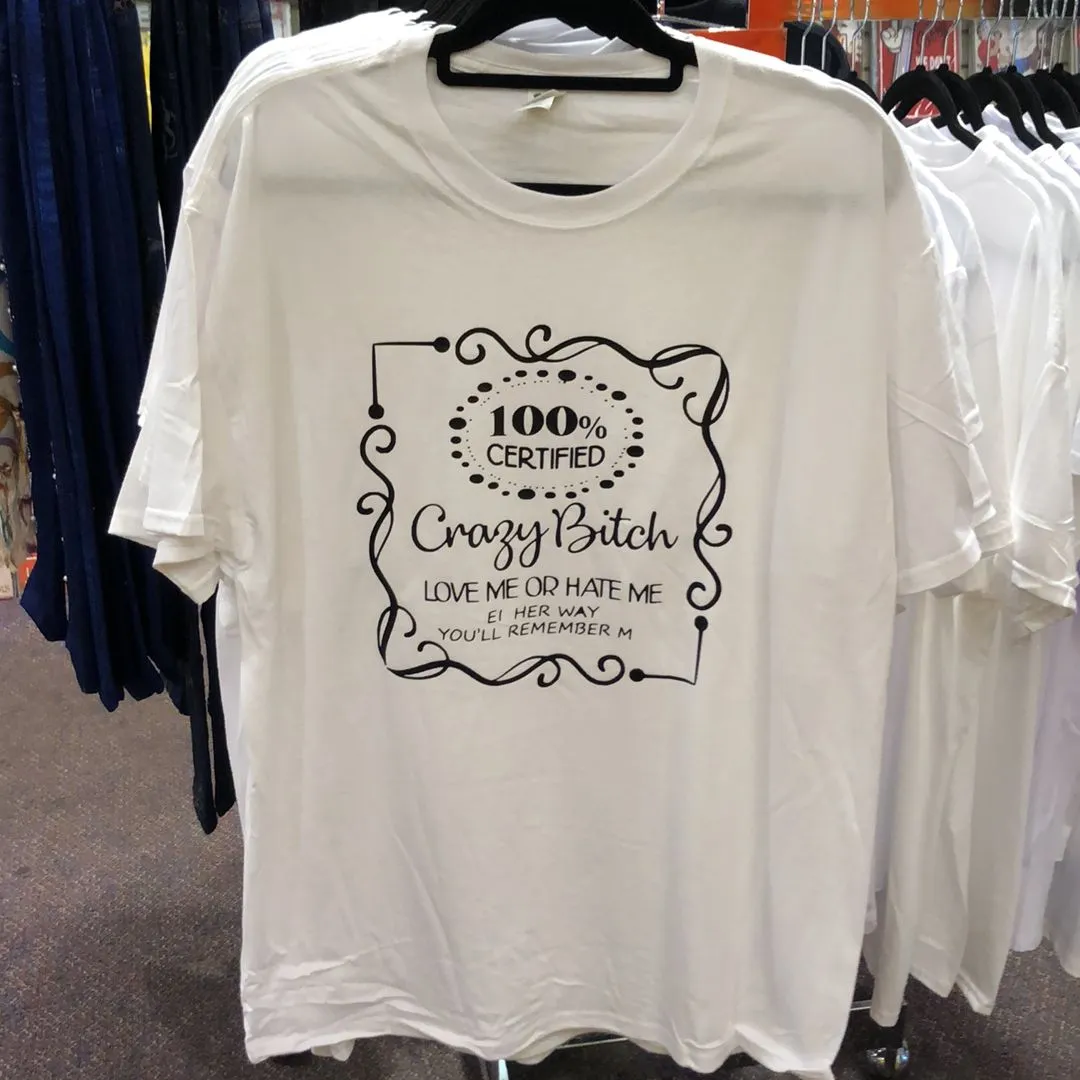 100%
CERTIFIED
Crazy Bitch
LOVE ME OR HATE ME
EI HER WAY
YOU'LL REMEMBER M